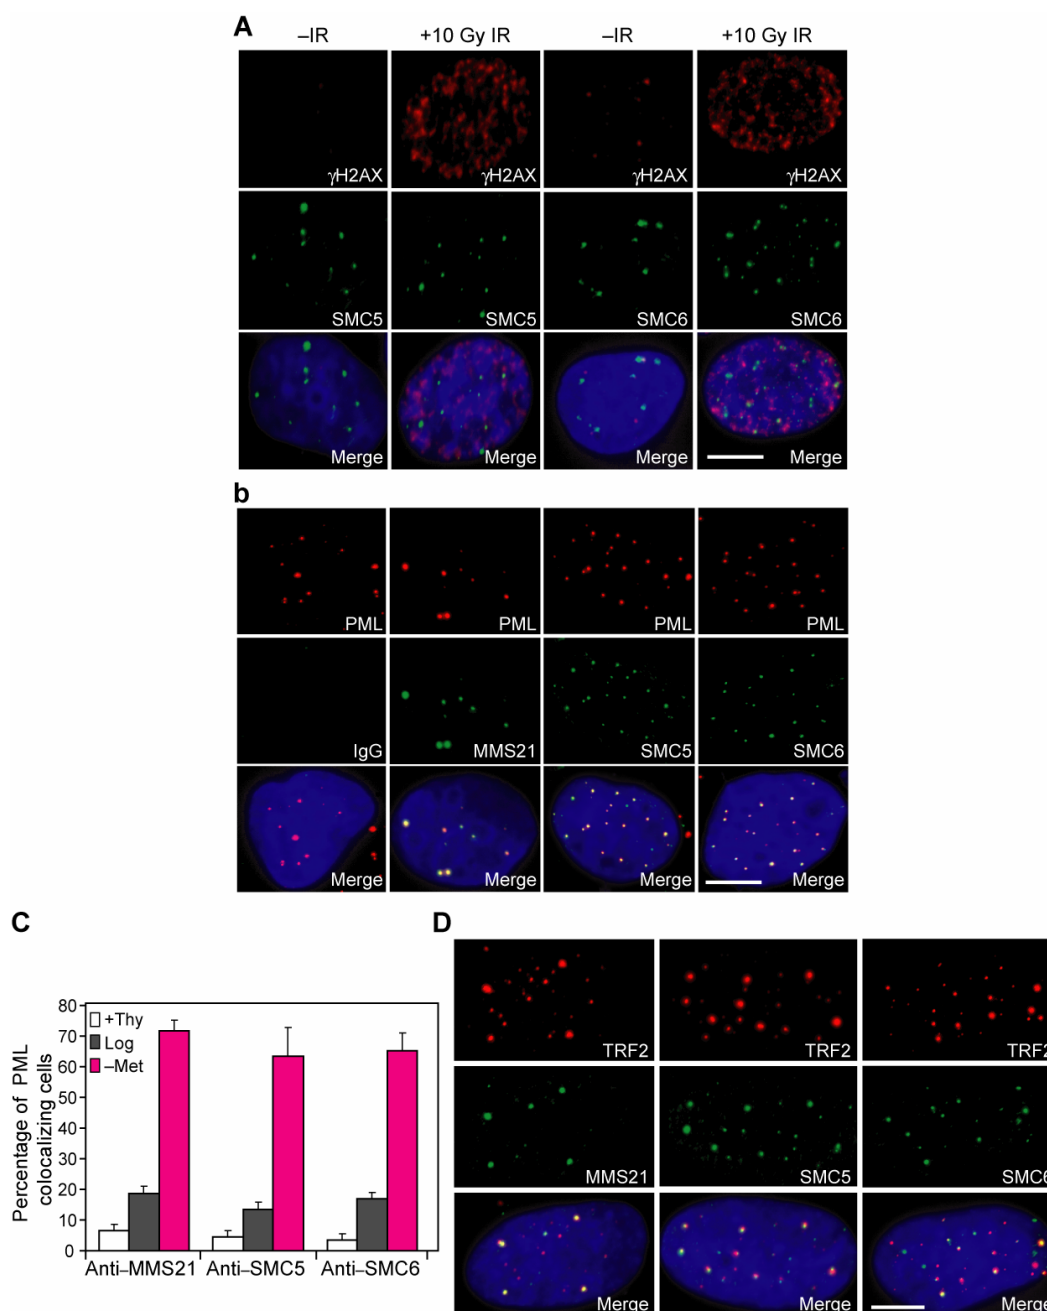 A
–IR +10 Gy IR –IR +10 Gy IR
γH2AX γH2AX γH2AX γH2AX
SMC5 SMC5 SMC6 SMC6
Merge Merge Merge Merge
b
PML PML PML PML
IgG MMS21 SMC5 SMC6
Merge Merge Merge Merge
C
Percentage of PML
colocalizing cells
80
70
60
50
40
30
20
10
0
+Thy
Log
–Met
Anti–MMS21 Anti–SMC5 Anti–SMC6
D
TRF2 TRF2 TRF2
MMS21 SMC5 SMC6
Merge Merge Merge